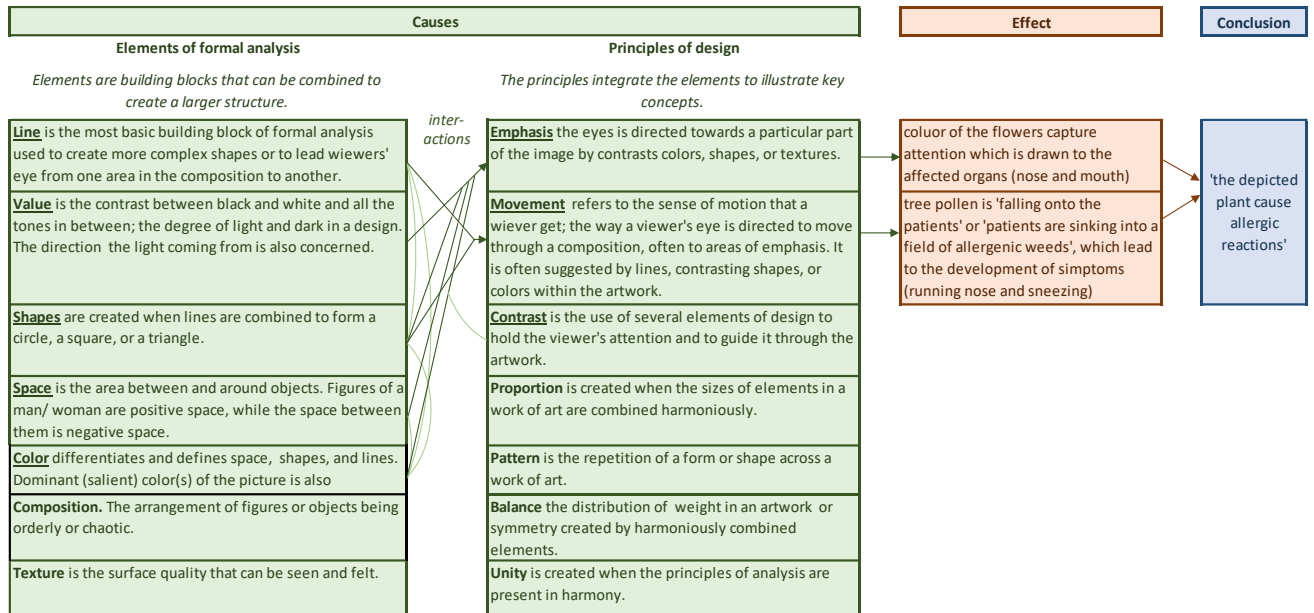 Causes
Effect
Conclusion
Elements of formal analysis
Principles of design
Elements are building blocks that can be combined to
create a larger structure.
The principles integrate the elements to illustrate key
concepts.
inter-
actions
Line is the most basic building block of formal analysis
used to create more complex shapes or to lead wiewers'
eye from one area in the composition to another.
Value is the contrast between black and white and all the
tones in between; the degree of light and dark in a design.
The direction the light coming from is also concerned.
Shapes are created when lines are combined to form a
circle, a square, or a triangle.
Space is the area between and around objects. Figures of a
man/ woman are positive space, while the space between
them is negative space.
Color differentiates and defines space, shapes, and lines.
Dominant (salient) color(s) of the picture is also
Composition. The arrangement of figures or objects being
orderly or chaotic.
Texture is the surface quality that can be seen and felt.
Emphasis the eyes is directed towards a particular part
of the image by contrasts colors, shapes, or textures.
Movement refers to the sense of motion that a
wiever get; the way a viewer's eye is directed to move
through a composition, often to areas of emphasis. It
is often suggested by lines, contrasting shapes, or
colors within the artwork.
Contrast is the use of several elements of design to
hold the viewer's attention and to guide it through the
artwork.
Proportion is created when the sizes of elements in a
work of art are combined harmoniously.
Pattern is the repetition of a form or shape across a
work of art.
Balance the distribution of weight in an artwork or
symmetry created by harmoniously combined
elements.
Unity is created when the principles of analysis are
present in harmony.
coluor of the flowers capture
attention which is drawn to the
affected organs (nose and mouth)
tree pollen is 'falling onto the
patients' or 'patients are sinking into a
field of allergenic weeds', which lead
to the development of simptoms
(running nose and sneezing)
'the depicted
plant cause
allergic
reactions'